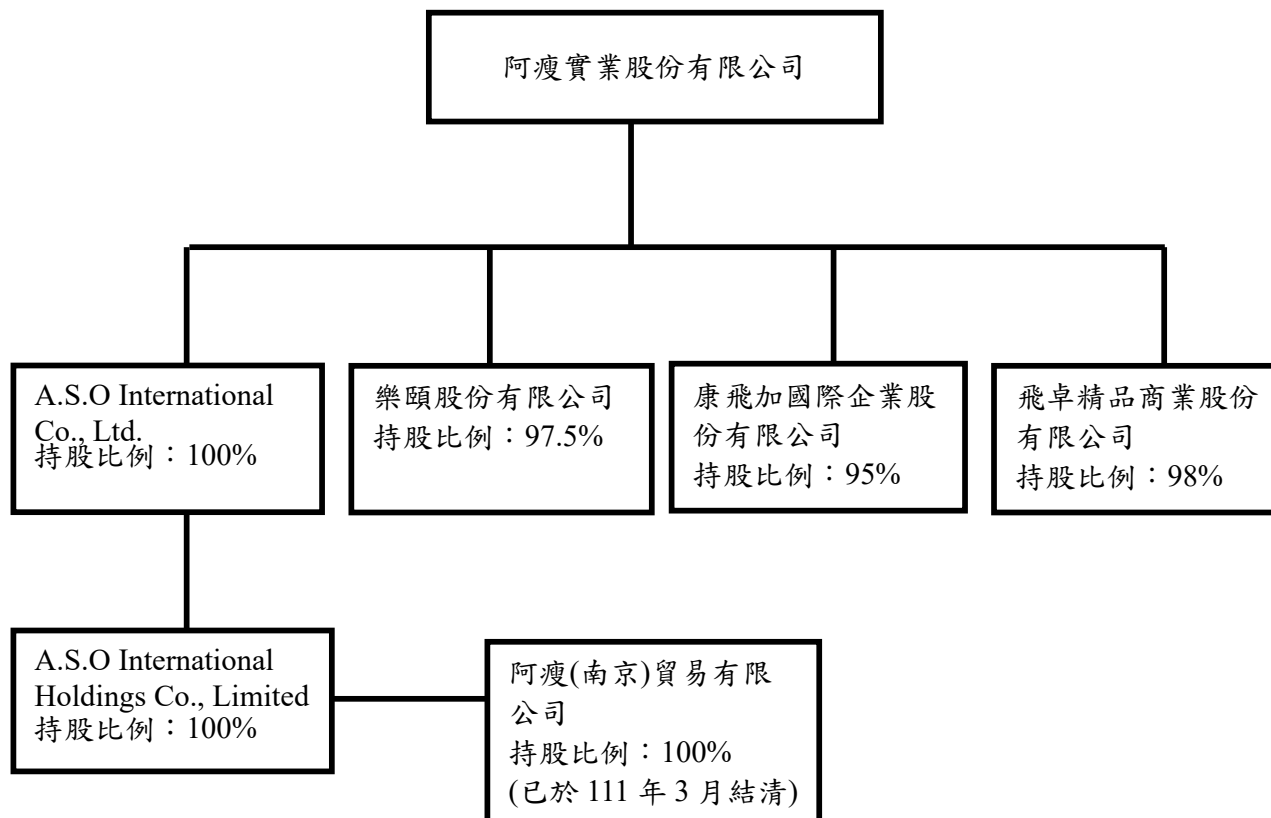 阿瘦實業股份有限公司
A.S.O International
Co., Ltd.
持股比例：100%
樂頤股份有限公司
持股比例：97.5%
康飛加國際企業股
份有限公司
持股比例：95%
飛卓精品商業股份
有限公司
持股比例：98%
A.S.O International
Holdings Co., Limited
持股比例：100%
阿瘦(南京)貿易有限
公司
持股比例：100%
(已於 111 年 3 月結清)